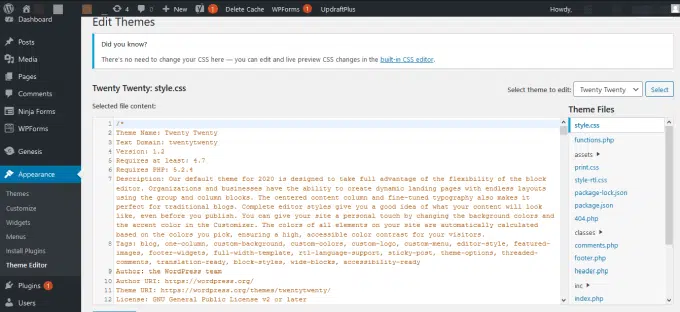 4
+ New
1
Delete Cache
WPForms 1
UpdraftPlus
Howdy,
Dashboard
Posts
Media
Pages
Comments
Ninja Forms
WPForms
Genesis
Appearance
Themes
Customize
Widgets
Menus
Install Plugins
Theme Editor
Plugins 1
Users
Edit Themes
Did you know?
There's no need to change your CSS here — you can edit and live preview CSS changes in the built-in CSS editor.
Twenty Twenty: style.css
Select theme to edit: Twenty Twenty Select
Selected file content:
1 /*
2 Theme Name: Twenty Twenty
3 Text Domain: twentytwenty
4 Version: 1.2
5 Requires at least: 4.7
6 Requires PHP: 5.2.4
7 Description: Our default theme for 2020 is designed to take full advantage of the flexibility of the block
editor. Organizations and businesses have the ability to create dynamic landing pages with endless layouts
using the group and column blocks. The centered content column and fine-tuned typography also makes it
perfect for traditional blogs. Complete editor styles give you a good idea of what your content will look
like, even before you publish. You can give your site a personal touch by changing the background colors and
the accent color in the Customizer. The colors of all elements on your site are automatically calculated
based on the colors you pick, ensuring a high, accessible color contrast for your visitors.
8 Tags: blog, one-column, custom-background, custom-colors, custom-logo, custom-menu, editor-style, featured-
images, footer-widgets, full-width-template, rtl-language-support, sticky-post, theme-options, threaded-
comments, translation-ready, block-styles, wide-blocks, accessibility-ready
9 Author: the WordPress team
10 Author URI: https://wordpress.org/
11 Theme URI: https://wordpress.org/themes/twentytwenty/
12 License: GNU General Public License v2 or later
Theme Files
style.css
functions.php
assets
print.css
style-rtl.css
package-lock.json
package.json
404.php
classes
comments.php
footer.php
header.php
inc
index.php